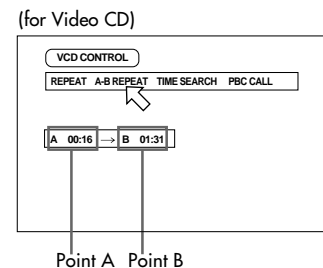 (for Video CD)
VCD CONTROL
REPEAT A-B REPEAT TIME SEARCH PBC CALL
A 00:16 → B 01:31
Point A Point B